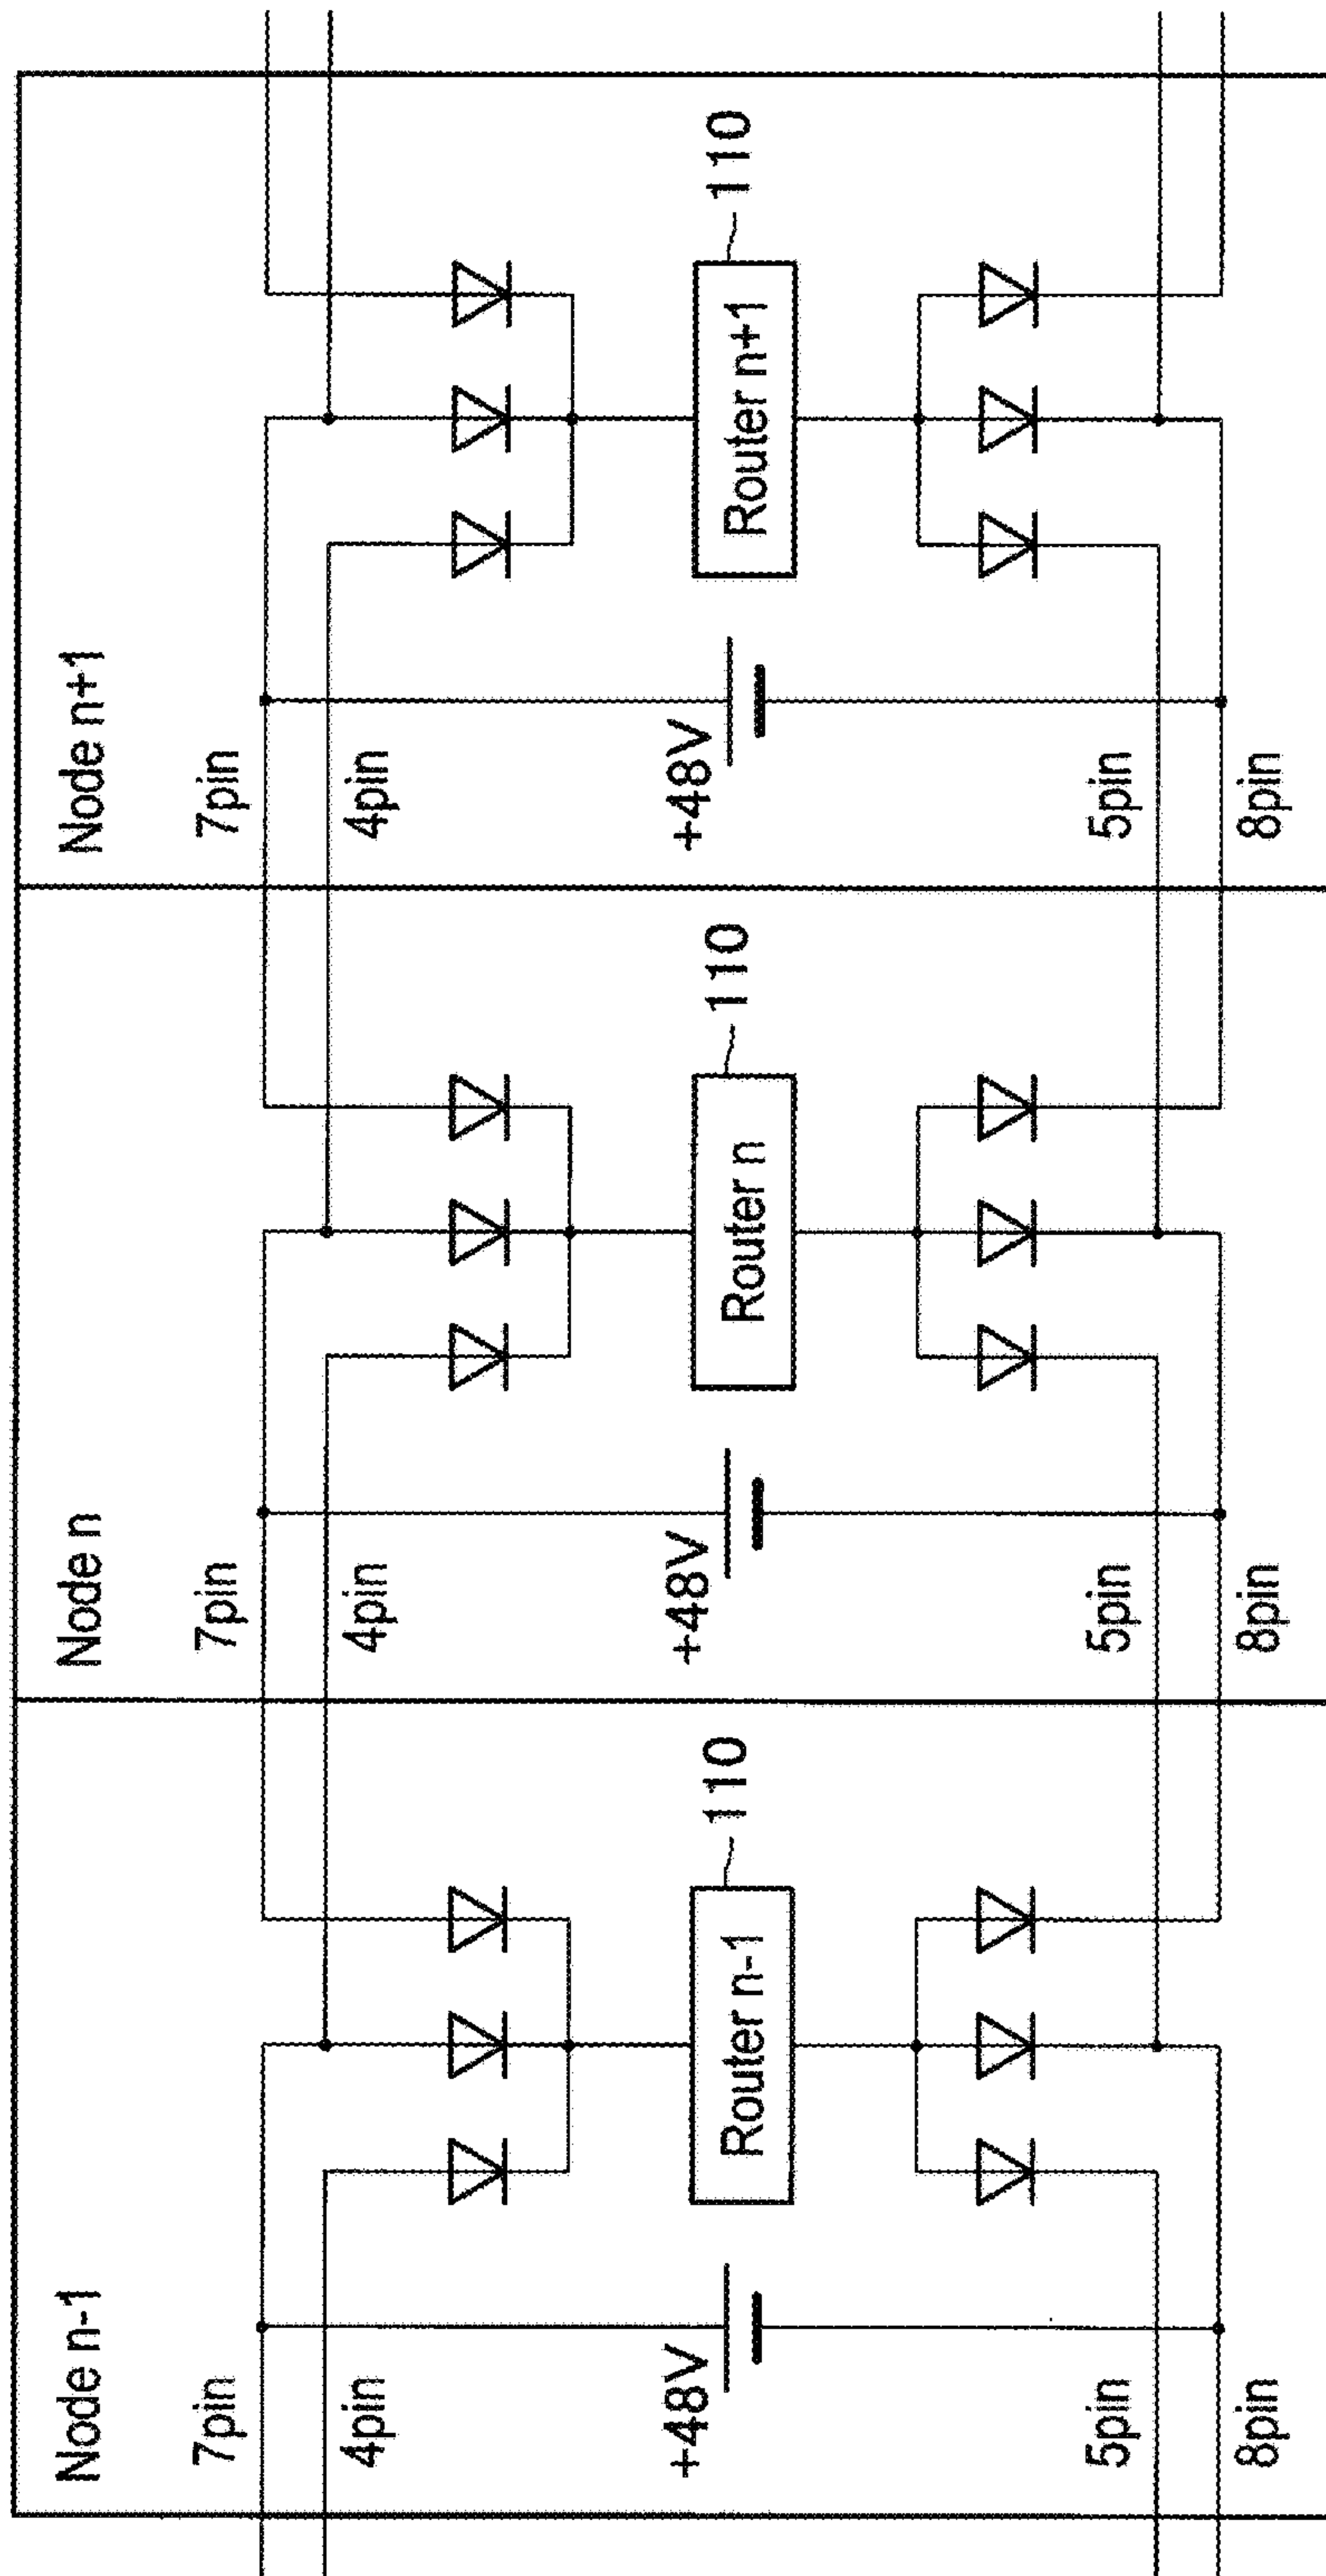 Node n-1
7pin
4pin
+48V
Router n-1
110
5pin
8pin
Node n
7pin
4pin
+48V
Router n
110
5pin
8pin
Node n+1
7pin
4pin
+48V
Router n+1
110
5pin
8pin